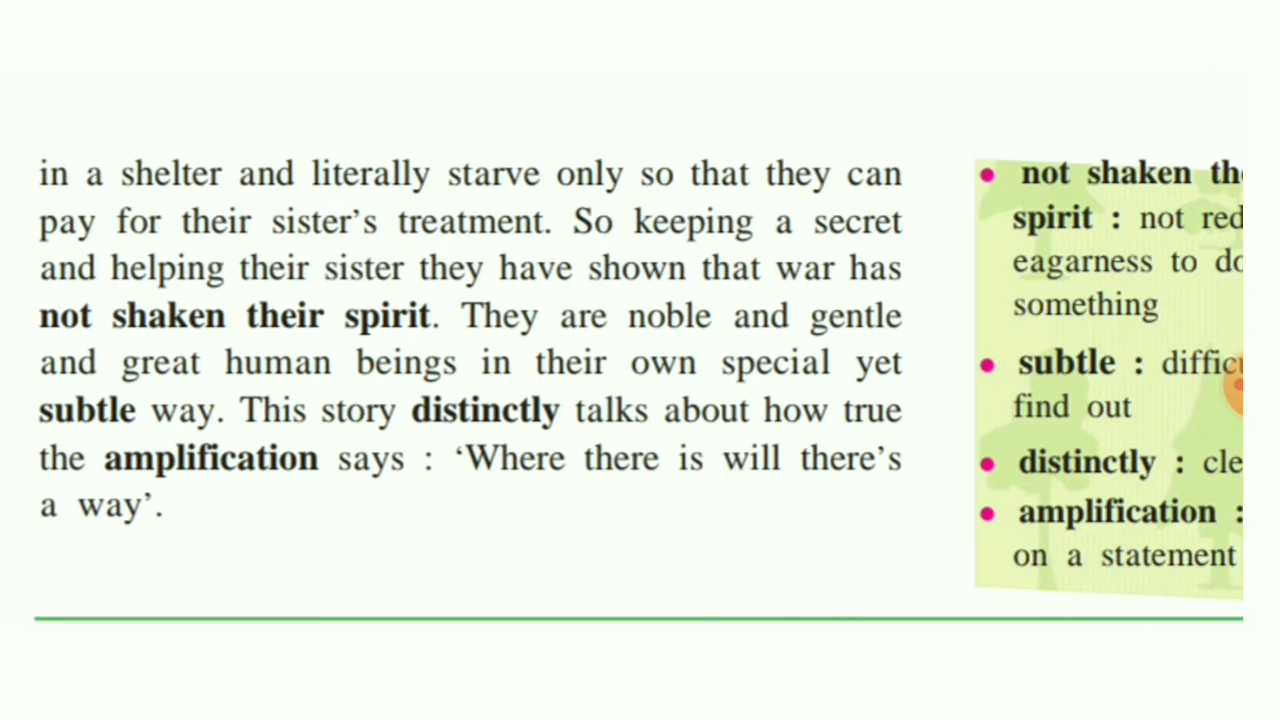 in a shelter and literally starve only so that they can
pay for their sister's treatment. So keeping a secret
and helping their sister they have shown that war has
not shaken their spirit. They are noble and gentle
and great human beings in their own special yet
subtle way. This story distinctly talks about how true
the amplification says : ‘Where there is will there’s
a way’.
• not shaken
spirit : not
eagarness to
something
• subtle :
find out
• distinctly :
• amplification :
on a statement